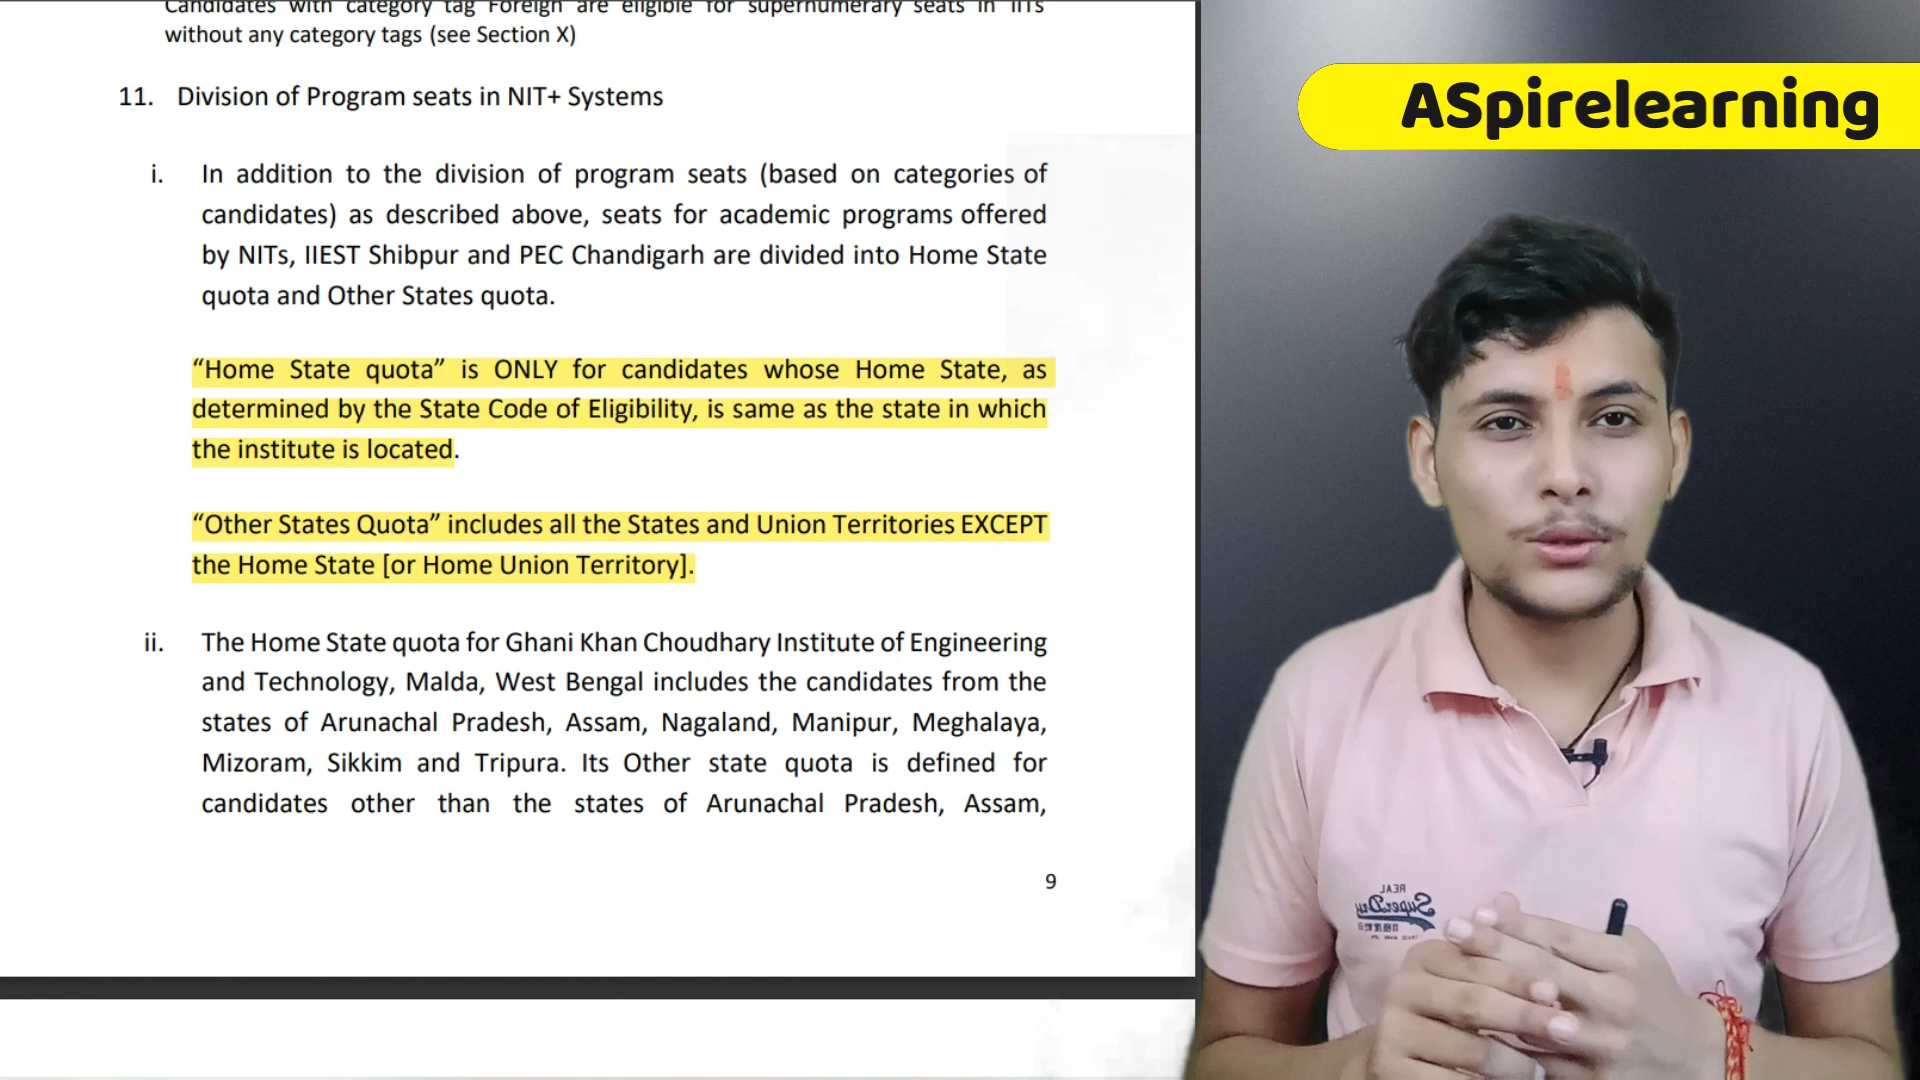 Candidates with category tag Foreign are eligible for supernumerary seats in IITs
without any category tags (see Section X)
11. Division of Program seats in NIT+ Systems
i. In addition to the division of program seats (based on categories of
candidates) as described above, seats for academic programs offered
by NITs, IIEST Shibpur and PEC Chandigarh are divided into Home State
quota and Other States quota.
“Home State quota” is ONLY for candidates whose Home State, as
determined by the State Code of Eligibility, is same as the state in which
the institute is located.
“Other States Quota” includes all the States and Union Territories EXCEPT
the Home State [or Home Union Territory].
ii. The Home State quota for Ghani Khan Choudhary Institute of Engineering
and Technology, Malda, West Bengal includes the candidates from the
states of Arunachal Pradesh, Assam, Nagaland, Manipur, Meghalaya,
Mizoram, Sikkim and Tripura. Its Other state quota is defined for
candidates other than the states of Arunachal Pradesh, Assam,
9
ASpirelearning
REAL
SuperDry